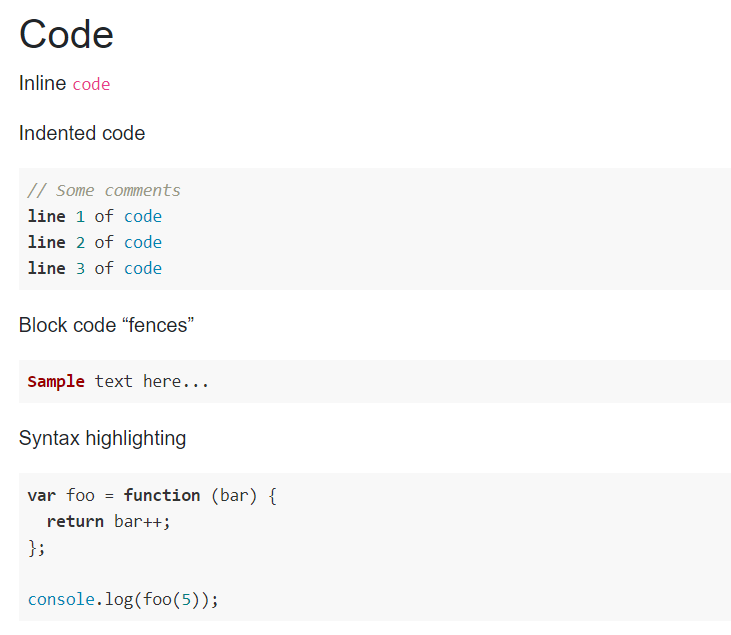 Code
Inline code
Indented code
// Some comments
line 1 of code
line 2 of code
line 3 of code
Block code “fences”
Sample text here...
Syntax highlighting
var foo = function (bar) {
  return bar++;
};
console.log(foo(5));